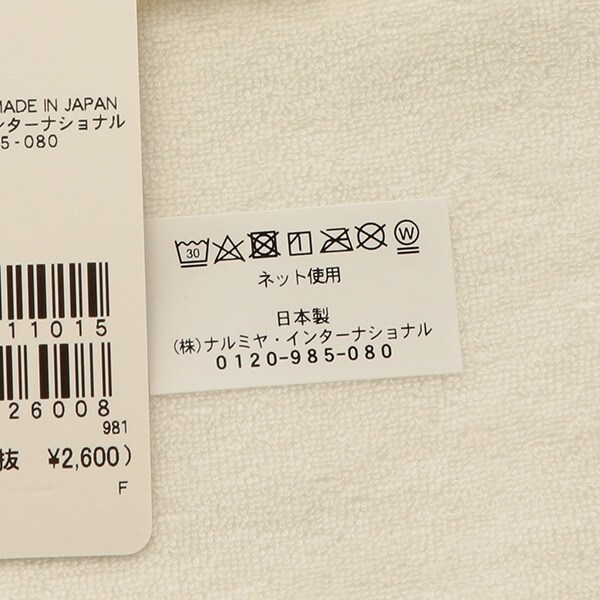 MADE IN JAPAN
ンターナショナル
5-080
11015
26008
981
抜 ¥2,600)
F
30
W
ネット使用
日本製
(株)ナルミヤ・インターナショナル
0120-985-080